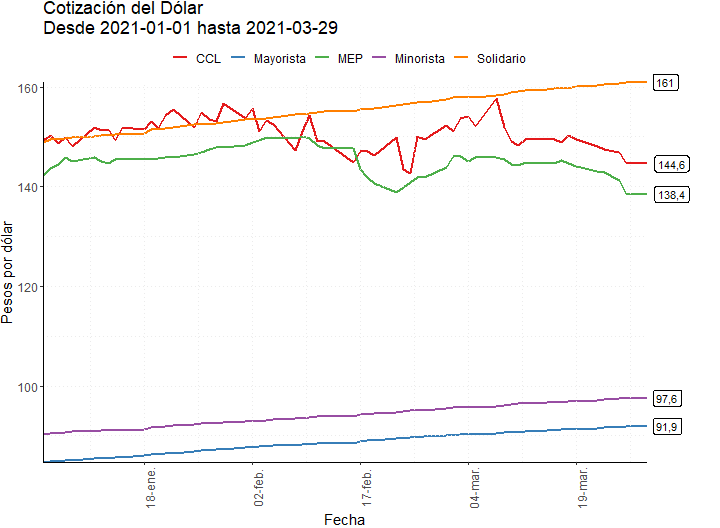 Cotización del Dólar
Desde 2021-01-01 hasta 2021-03-29
CCL Mayorista MEP Minorista Solidario
Pesos por dólar
160
140
120
100
161
144,6
138,4
97,6
91,9
18-ene.
02-feb.
17-feb.
04-mar.
19-mar.
Fecha